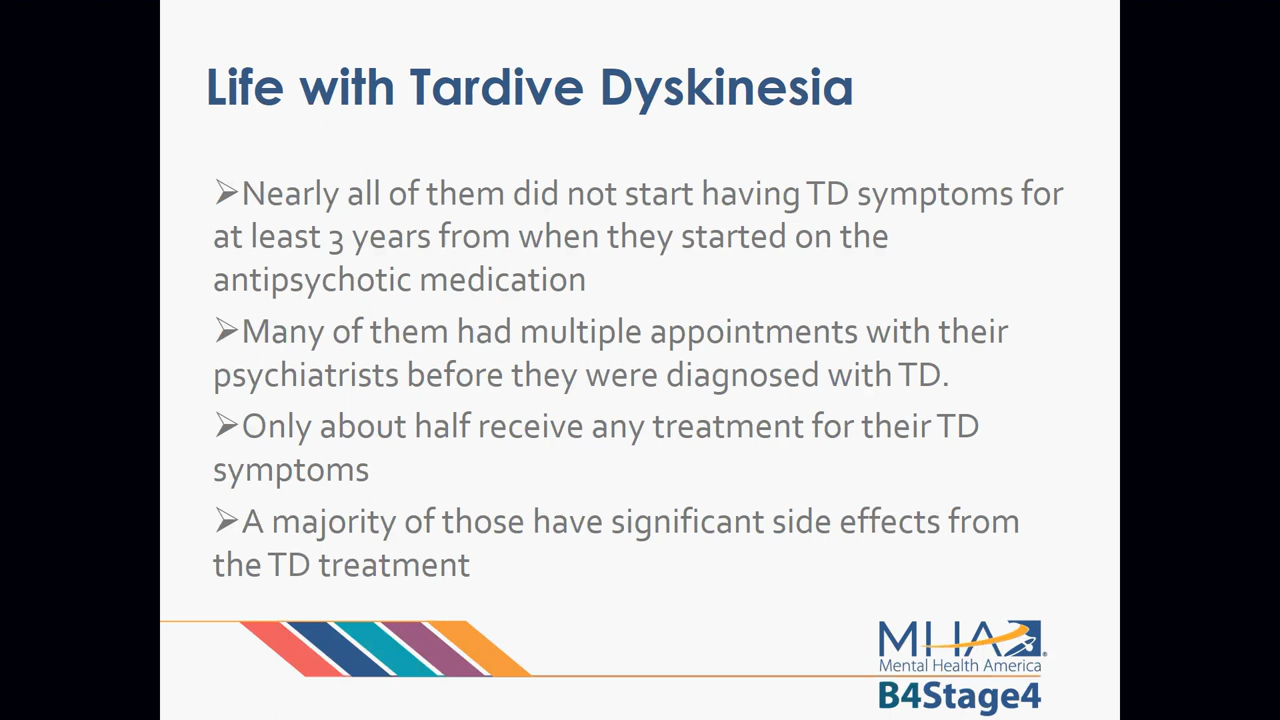 Life with Tardive Dyskinesia
➢Nearly all of them did not start having TD symptoms for
at least 3 years from when they started on the
antipsychotic medication
➢Many of them had multiple appointments with their
psychiatrists before they were diagnosed with TD.
➢Only about half receive any treatment for their TD
symptoms
➢A majority of those have significant side effects from
the TD treatment
MHA®
Mental Health America
B4Stage4